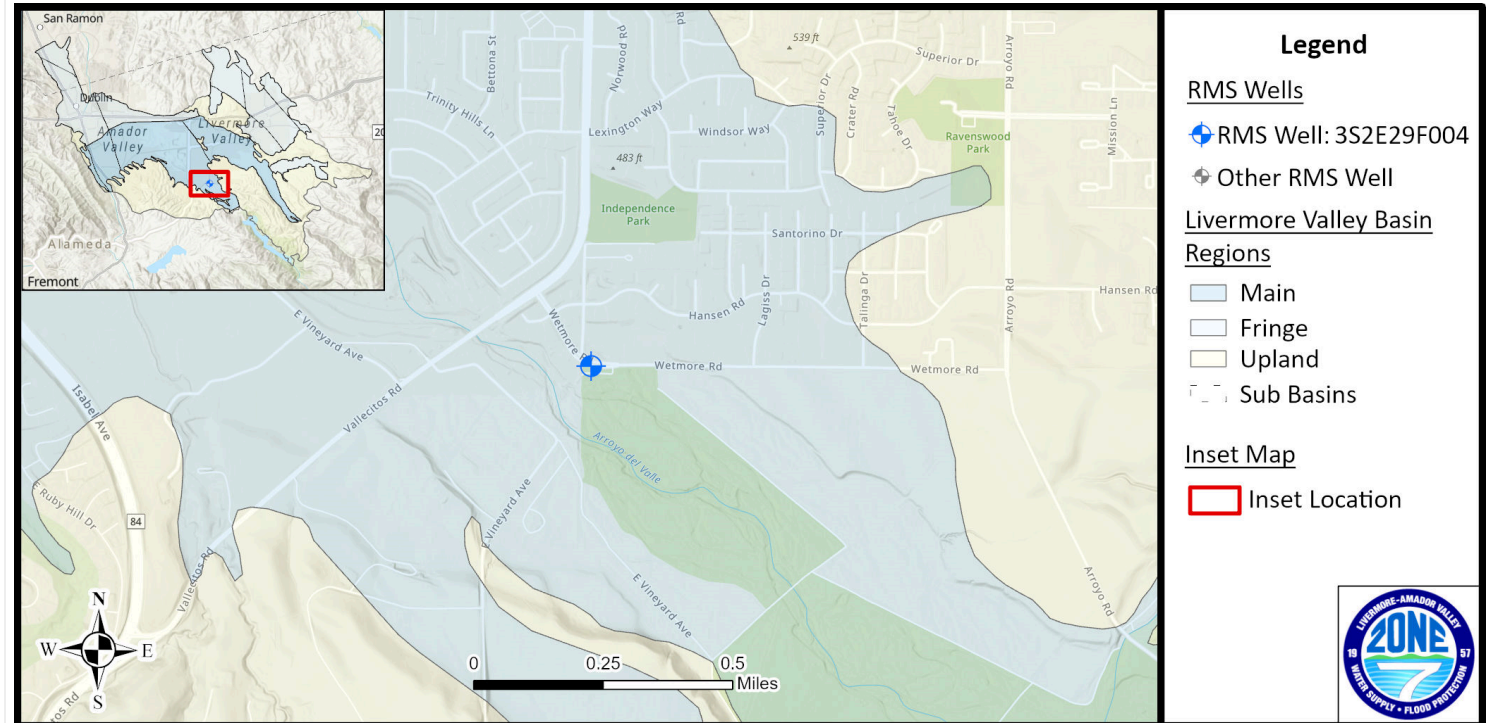 San Ramon
Dublin
Amador
Valley
Livermore
Valley
20
Alameda
Fremont
Bettona St
Norwood Rd
Rd
539 ft
Superior Dr
Arroyo Rd
Trinity Hills Ln
Lexington Way
Windsor Way
Superior Dr
Crater Rd
Tahoe Dr
Ravenswood
Park
Mission Ln
483 ft
Independence
Park
Santorino Dr
Hansen Rd
Lagiss Dr
Talinga Dr
Arroyo Rd
Hansen Rd
E Vineyard Ave
Wetmore Rd
Wetmore Rd
Wetmore Rd
Isabel Ave
Vallecitos Rd
Arroyo del Valle
E Ruby Hill Dr
84
E Vineyard Ave
Vallecitos Rd
E Vineyard Ave
Arroyo Rd
N
W
E
S
tos Rd
0
0.25
0.5
Miles
Legend
RMS Wells
RMS Well: 3S2E29F004
Other RMS Well
Livermore Valley Basin
Regions
Main
Fringe
Upland
Sub Basins
Inset Map
Inset Location
LIVERMORE-AMADOR VALLEY
ZONE
19
57
7
WATER SUPPLY • FLOOD PROTECTION